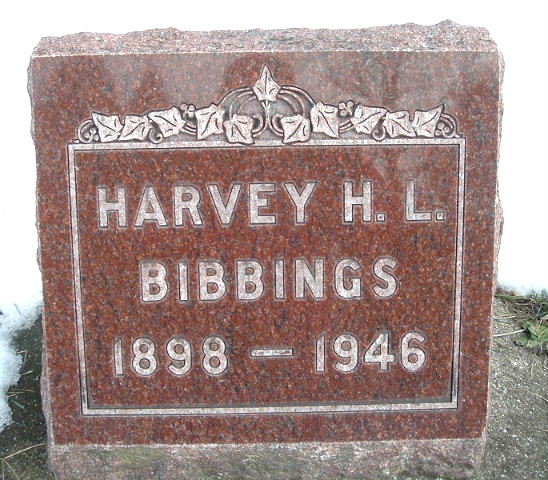 HARVEY H. L.
BIBBINGS
1898 — 1946